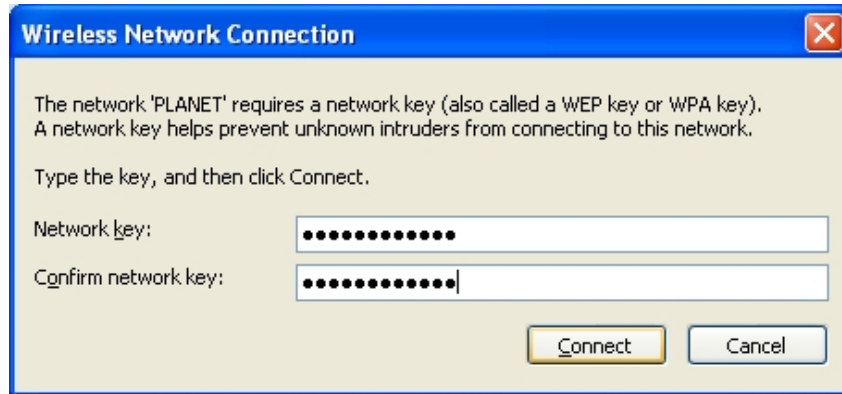 Wireless Network Connection
The network 'PLANET' requires a network key (also called a WEP key or WPA key).
A network key helps prevent unknown intruders from connecting to this network.
Type the key, and then click Connect.
Network key: ••••••••••••
Confirm network key: ••••••••••••
Connect Cancel